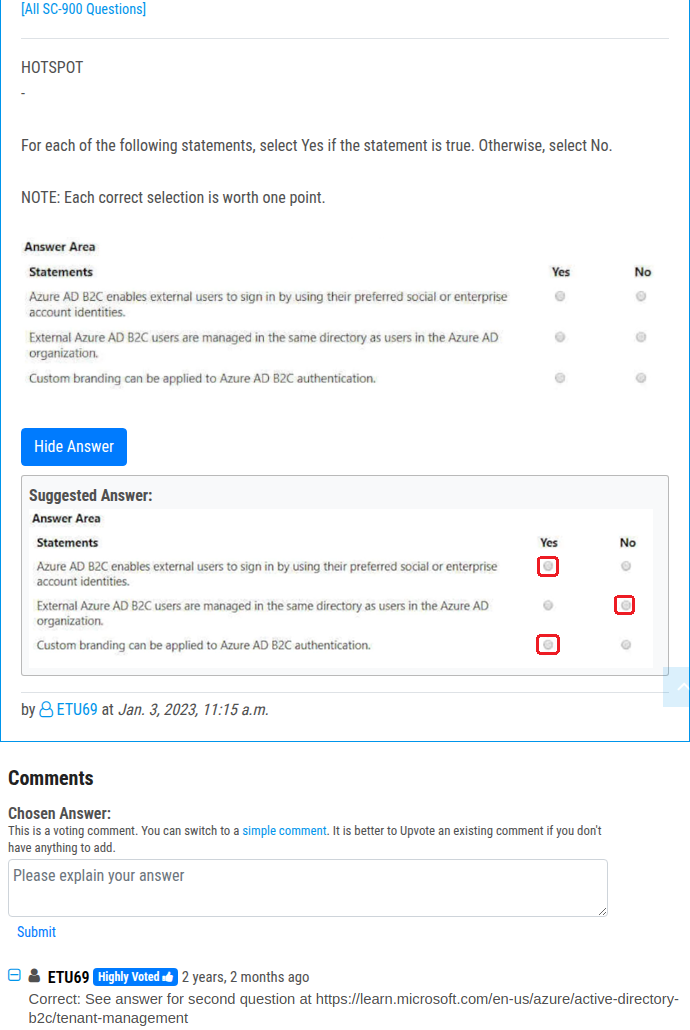 [All SC-900 Questions]
HOTSPOT
-
For each of the following statements, select Yes if the statement is true. Otherwise, select No.
NOTE: Each correct selection is worth one point.
Answer Area
Statements Yes No
Azure AD B2C enables external users to sign in by using their preferred social or enterprise
account identities.
External Azure AD B2C users are managed in the same directory as users in the Azure AD
organization.
Custom branding can be applied to Azure AD B2C authentication.
Hide Answer
Suggested Answer:
Answer Area
Statements Yes No
Azure AD B2C enables external users to sign in by using their preferred social or enterprise
account identities.
External Azure AD B2C users are managed in the same directory as users in the Azure AD
organization.
Custom branding can be applied to Azure AD B2C authentication.
by ETU69 at Jan. 3, 2023, 11:15 a.m.
Comments
Chosen Answer:
This is a voting comment. You can switch to a simple comment. It is better to Upvote an existing comment if you don't
have anything to add.
Please explain your answer
Submit
ETU69 Highly Voted 2 years, 2 months ago
Correct: See answer for second question at https://learn.microsoft.com/en-us/azure/active-directory-
b2c/tenant-management